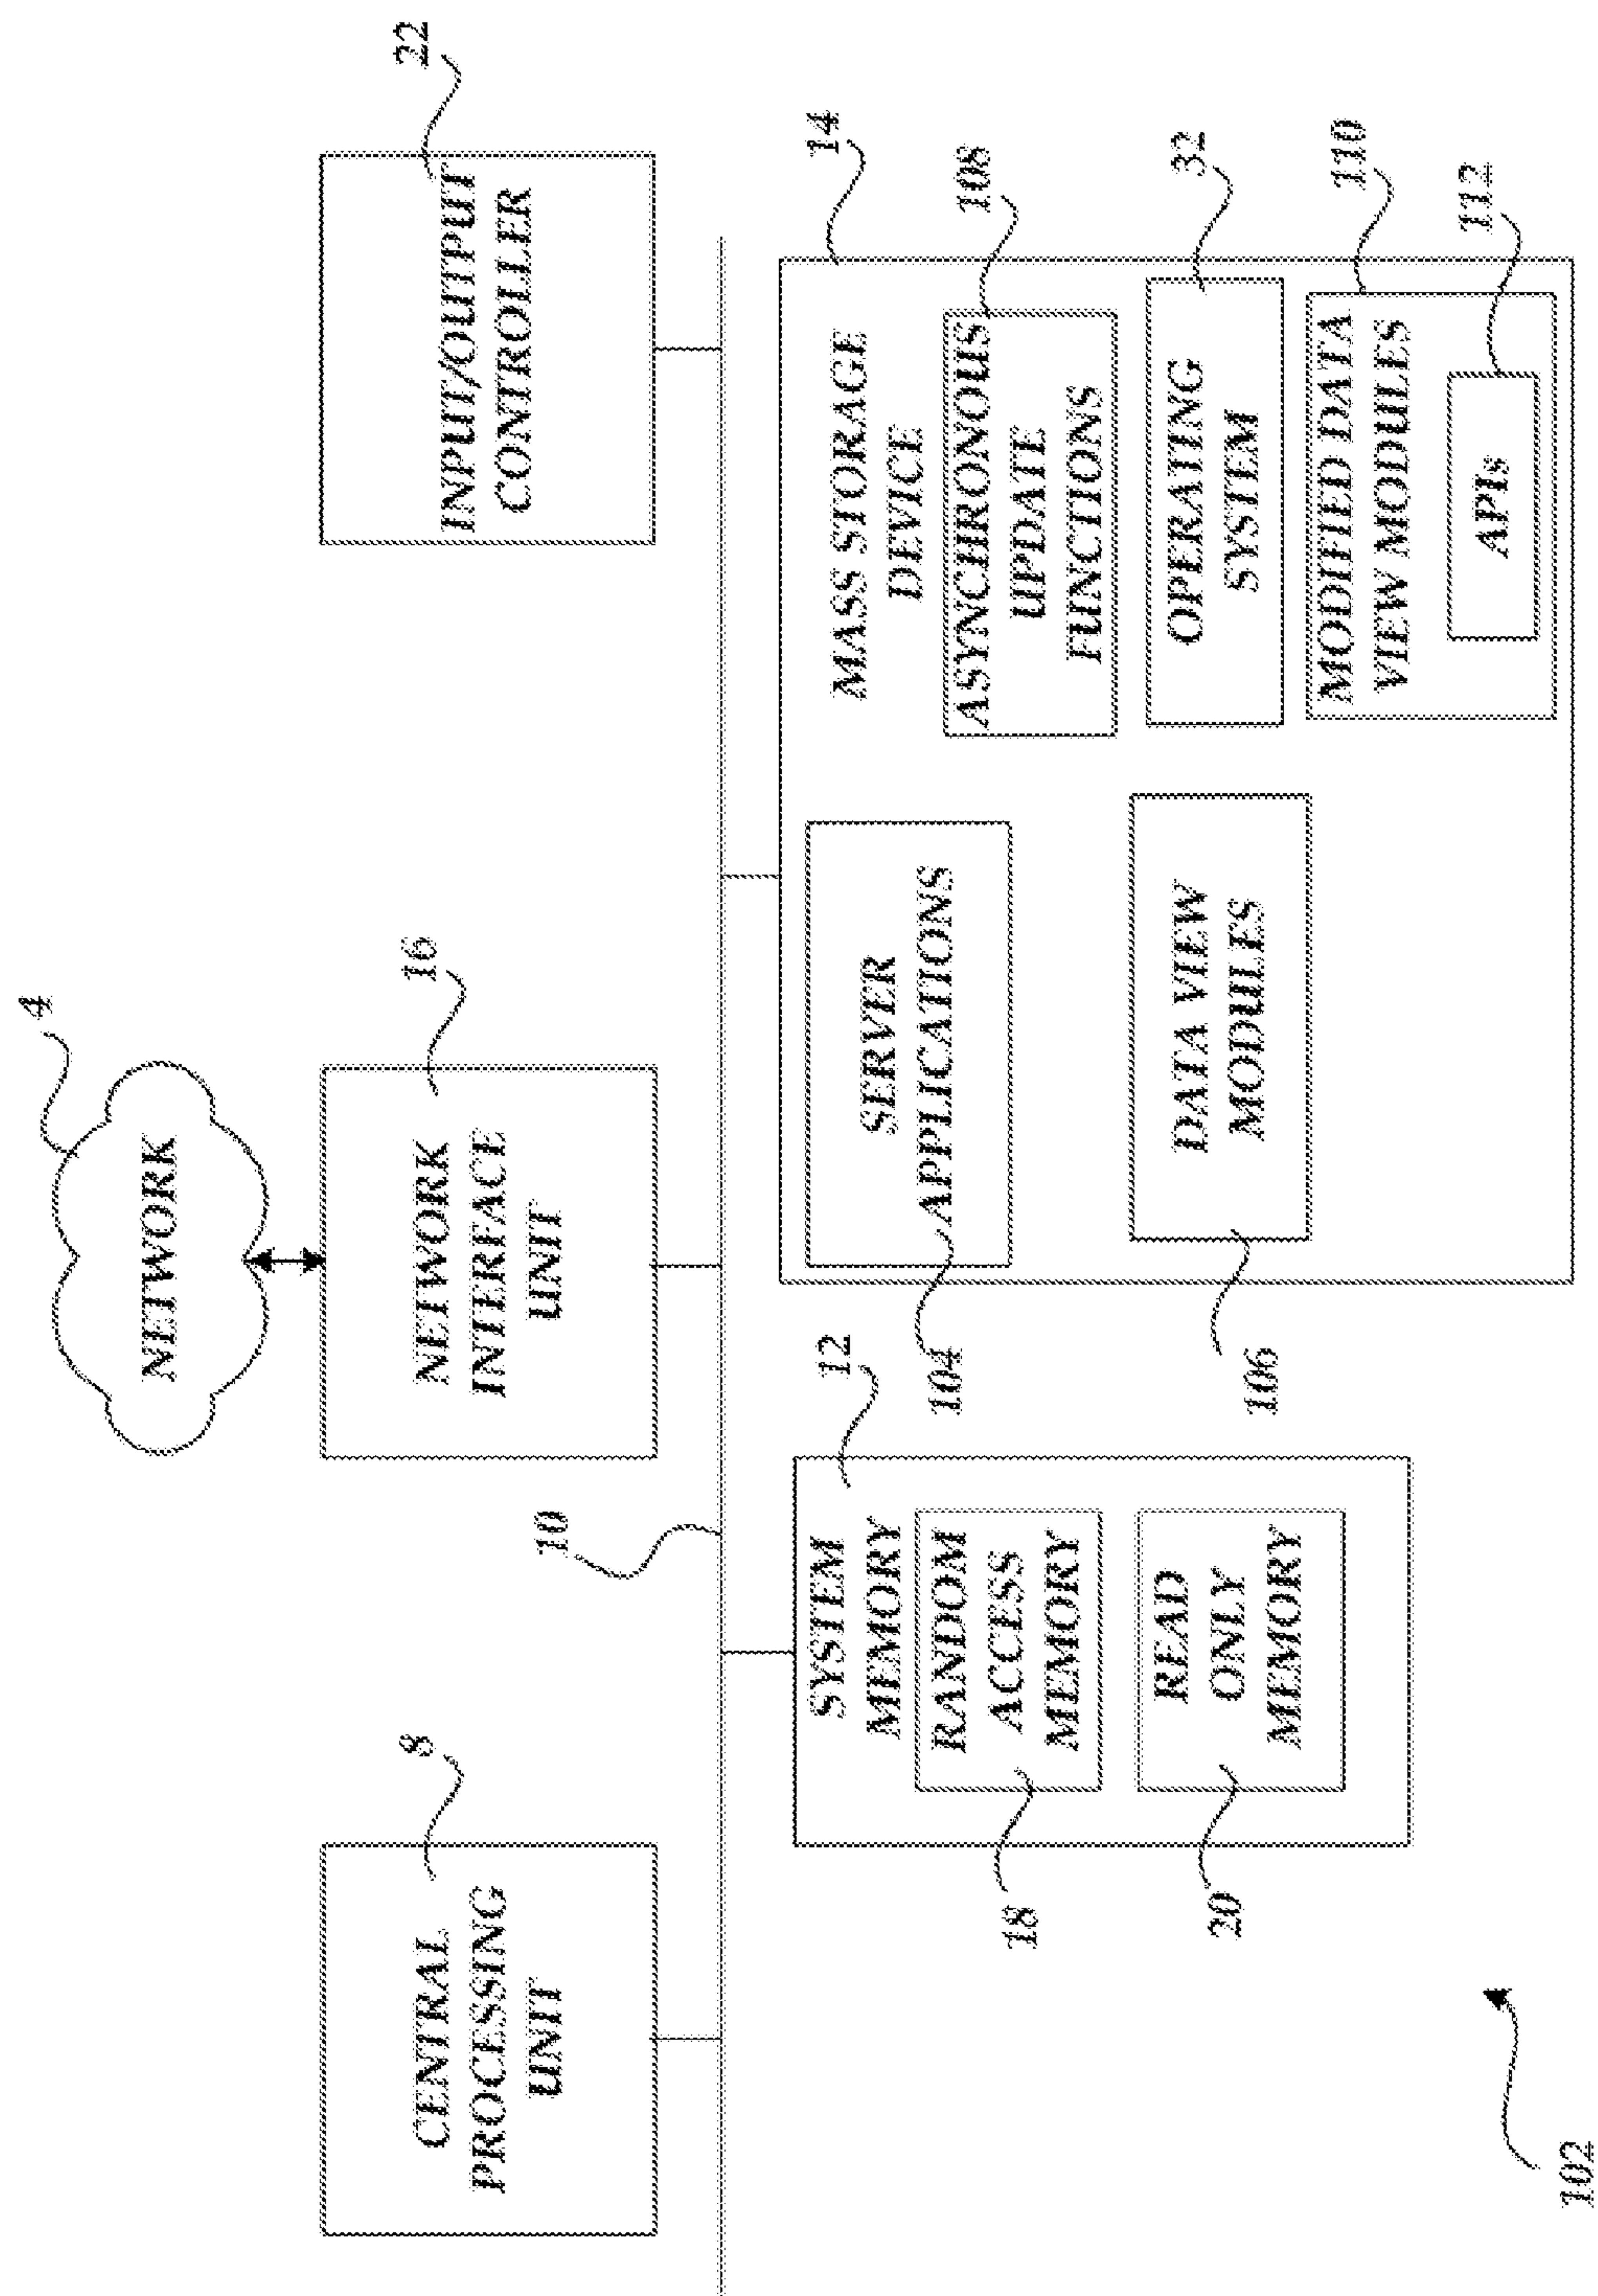 4
NETWORK
8
16
22
CENTRAL
PROCESSING
UNIT
NETWORK
INTERFACE
UNIT
INPUT/OUTPUT
CONTROLLER
10
12
14
SYSTEM
MEMORY
RANDOM
ACCESS
MEMORY
18
READ
ONLY
MEMORY
20
SERVER
APPLICATIONS
104
DATA VIEW
MODULES
106
MASS STORAGE
DEVICE
ASYNCHRONOUS
UPDATE
FUNCTIONS
108
OPERATING
SYSTEM
32
MODIFIED DATA
VIEW MODULES
110
APIs
112
102